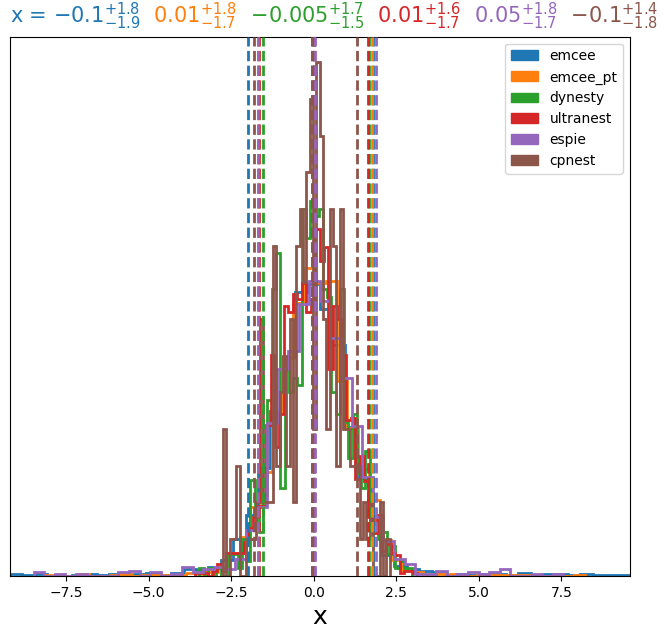 x = −0.1 +1.8 −1.9 0.01 +1.8 −1.7 −0.005 +1.7 −1.5 0.01 +1.6 −1.7 0.05 +1.8 −1.7 −0.1 +1.4 −1.8
emcee
emcee_pt
dynesty
ultranest
espie
cpnest
−7.5 −5.0 −2.5 0.0 2.5 5.0 7.5
x